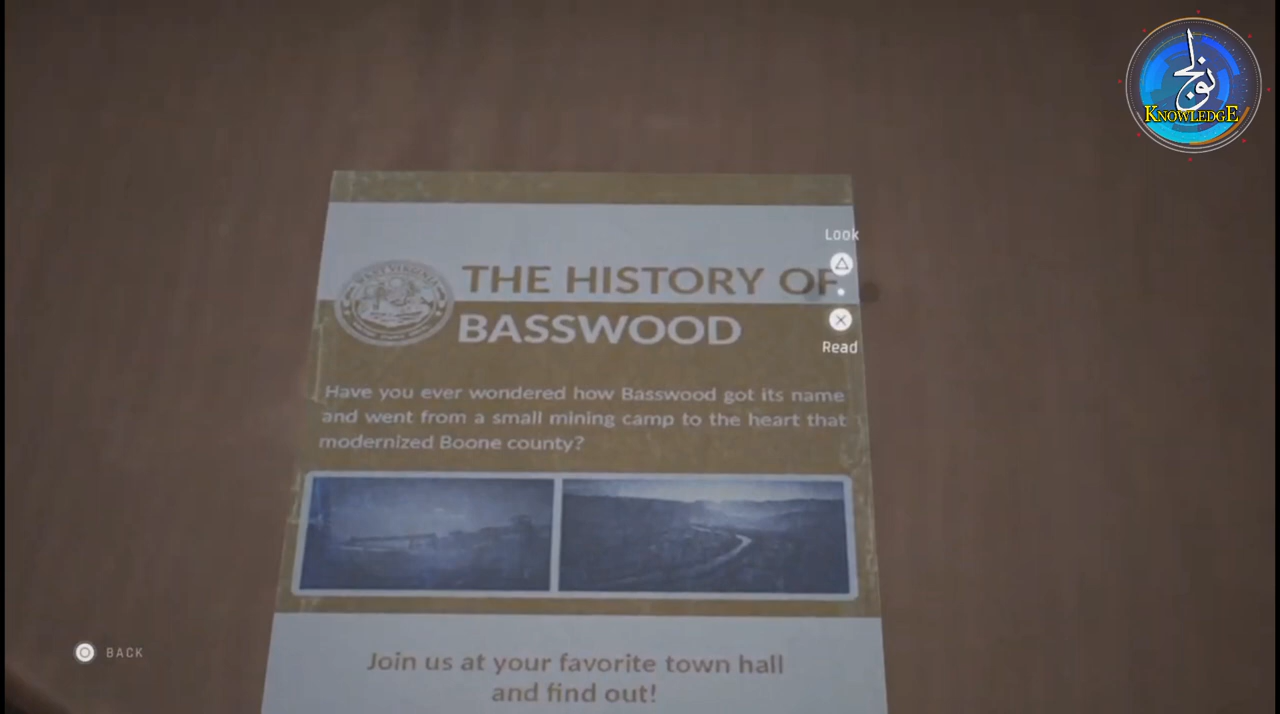 نولج
KNOWLEDGE
Look
THE HISTORY OF
BASSWOOD
Read
Have you ever wondered how Basswood got its name
and went from a small mining camp to the heart that
modernized Boone county?
BACK
Join us at your favorite town hall
and find out!